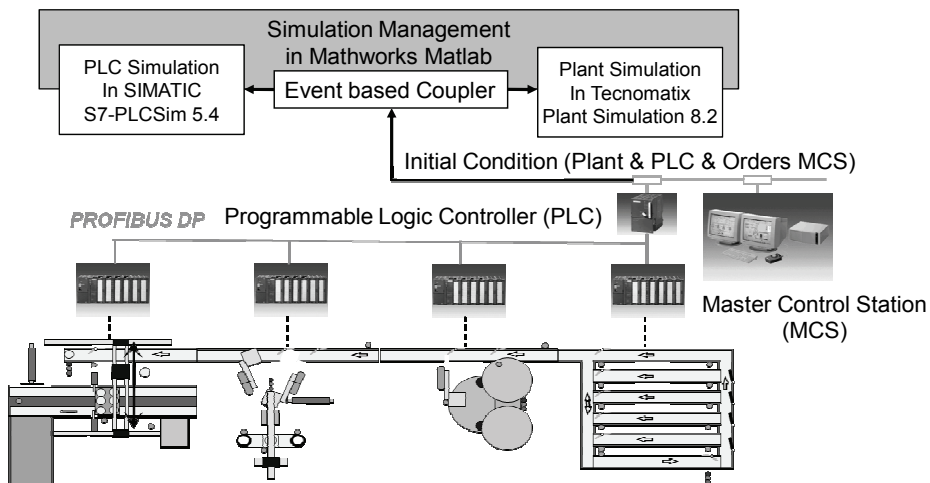 Simulation Management
in Mathworks Matlab
PLC Simulation
In SIMATIC
S7-PLCSim 5.4
Event based Coupler
Plant Simulation
In Tecnomatix
Plant Simulation 8.2
Initial Condition (Plant & PLC & Orders MCS)
PROFIBUS DP
Programmable Logic Controller (PLC)
Master Control Station
(MCS)